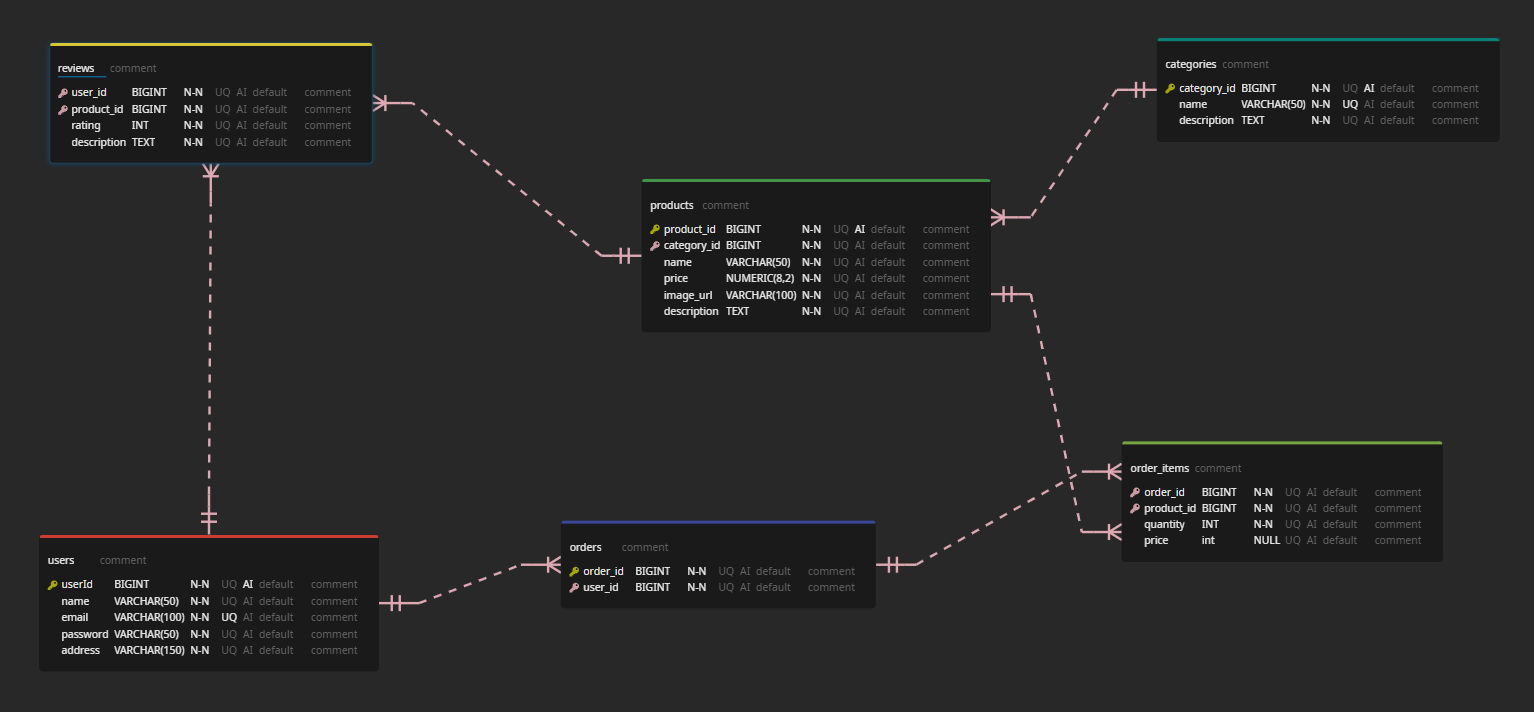 reviews comment
user_id BIGINT N-N UQ AI default comment
product_id BIGINT N-N UQ AI default comment
rating INT N-N UQ AI default comment
description TEXT N-N UQ AI default comment
categories comment
category_id BIGINT N-N UQ AI default comment
name VARCHAR(50) N-N UQ AI default comment
description TEXT N-N UQ AI default comment
products comment
product_id BIGINT N-N UQ AI default comment
category_id BIGINT N-N UQ AI default comment
name VARCHAR(50) N-N UQ AI default comment
price NUMERIC(8,2) N-N UQ AI default comment
image_url VARCHAR(100) N-N UQ AI default comment
description TEXT N-N UQ AI default comment
order_items comment
order_id BIGINT N-N UQ AI default comment
product_id BIGINT N-N UQ AI default comment
quantity INT N-N UQ AI default comment
price int NULL UQ AI default comment
users comment
userId BIGINT N-N UQ AI default comment
name VARCHAR(50) N-N UQ AI default comment
email VARCHAR(100) N-N UQ AI default comment
password VARCHAR(50) N-N UQ AI default comment
address VARCHAR(150) N-N UQ AI default comment
orders comment
order_id BIGINT N-N UQ AI default comment
user_id BIGINT N-N UQ AI default comment